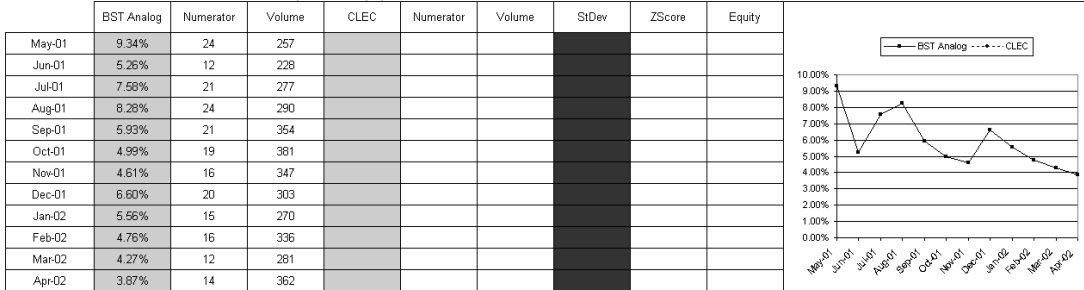 BST Analog Numerator Volume CLEC Numerator Volume StDev ZScore Equity
May-01 9.34% 24 257
Jun-01 5.26% 12 228
Jul-01 7.58% 21 277
Aug-01 8.28% 24 290
Sep-01 5.93% 21 354
Oct-01 4.99% 19 381
Nov-01 4.61% 16 347
Dec-01 6.60% 20 303
Jan-02 5.56% 15 270
Feb-02 4.76% 16 336
Mar-02 4.27% 12 281
Apr-02 3.87% 14 362
BST Analog CLEC
10.00%
9.00%
8.00%
7.00%
6.00%
5.00%
4.00%
3.00%
2.00%
1.00%
0.00%
May-01 Jun-01 Jul-01 Aug-01 Sep-01 Oct-01 Nov-01 Dec-01 Jan-02 Feb-02 Mar-02 Apr-02